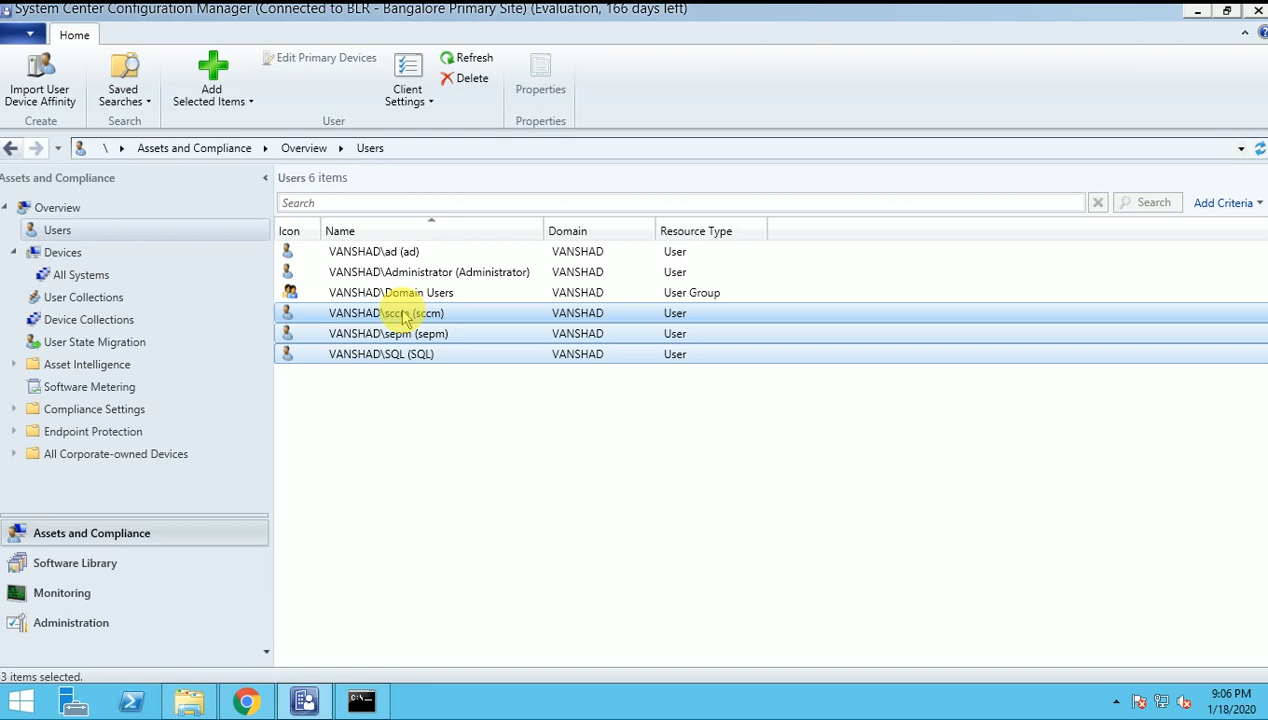 System Center Configuration Manager (Connected to BLR - Bangalore Primary Site) (Evaluation, 166 days left)
Home
Import User Device Affinity
Saved Searches
Add Selected Items
Edit Primary Devices
Client Settings
Refresh
Delete
Properties
Create
Search
User
Properties
\ Assets and Compliance Overview Users
Assets and Compliance
Overview
Users
Devices
All Systems
User Collections
Device Collections
User State Migration
Asset Intelligence
Software Metering
Compliance Settings
Endpoint Protection
All Corporate-owned Devices
Assets and Compliance
Software Library
Monitoring
Administration
Users 6 items
Search
Search
Add Criteria
Icon Name Domain Resource Type
VANSHAD\ad (ad) VANSHAD User
VANSHAD\Administrator (Administrator) VANSHAD User
VANSHAD\Domain Users VANSHAD User Group
VANSHAD\sccm (sccm) VANSHAD User
VANSHAD\sepm (sepm) VANSHAD User
VANSHAD\SQL (SQL) VANSHAD User
3 items selected.
9:06 PM
1/18/2020